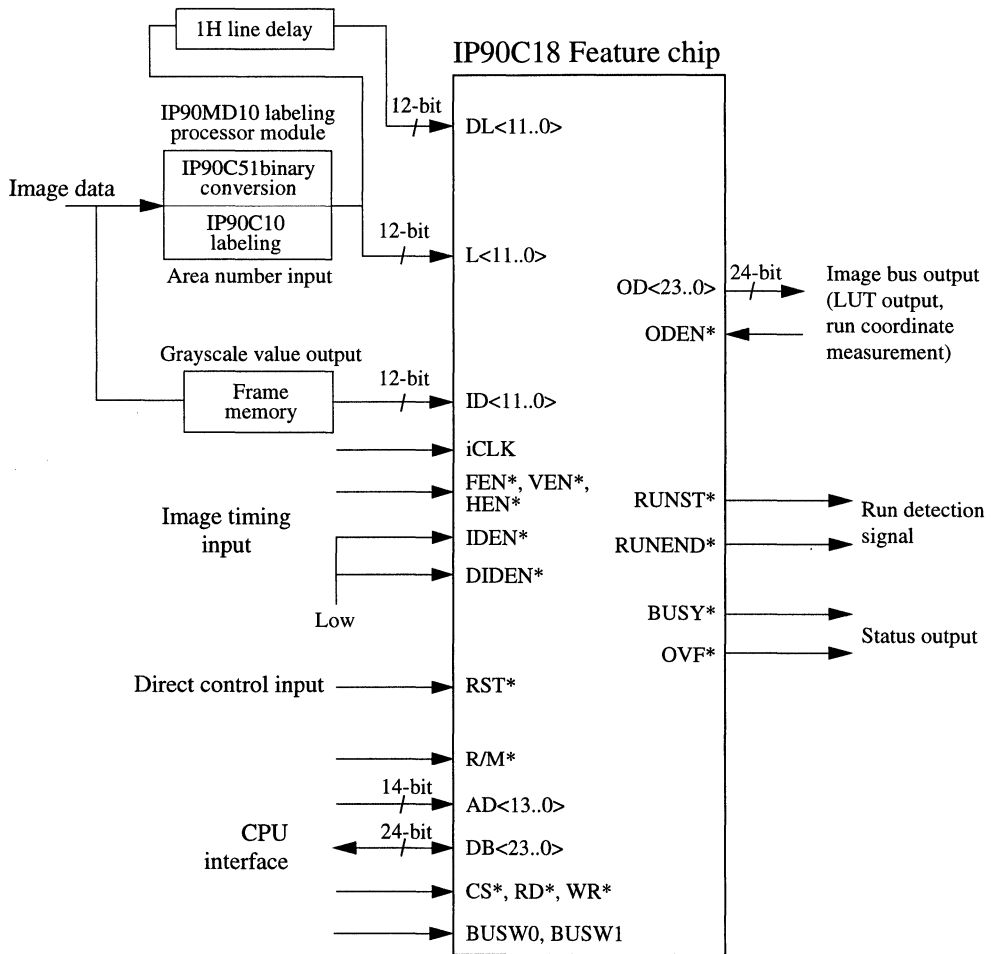 1H line delay
IP90C18 Feature chip
12-bit
DL<11..0>
IP90MD10 labeling
processor module
IP90C51binary
conversion
Image data
IP90C10
labeling
Area number input
12-bit
L<11..0>
OD<23..0>
24-bit
Image bus output
(LUT output,
run coordinate
measurement)
ODEN*
Grayscale value output
Frame
memory
12-bit
ID<11..0>
iCLK
FEN*, VEN*,
HEN*
Image timing
input
IDEN*
DIDEN*
Low
RUNST*
RUNEND*
Run detection
signal
BUSY*
OVF*
Status output
Direct control input
RST*
R/M*
14-bit
AD<13..0>
CPU
interface
24-bit
DB<23..0>
CS*, RD*, WR*
BUSW0, BUSW1